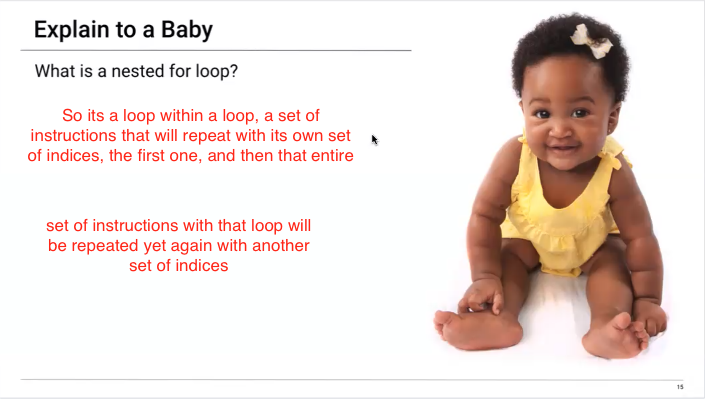 Explain to a Baby
What is a nested for loop?
So its a loop within a loop, a set of
instructions that will repeat with its own set
of indices, the first one, and then that entire
set of instructions with that loop will
be repeated yet again with another
set of indices
15